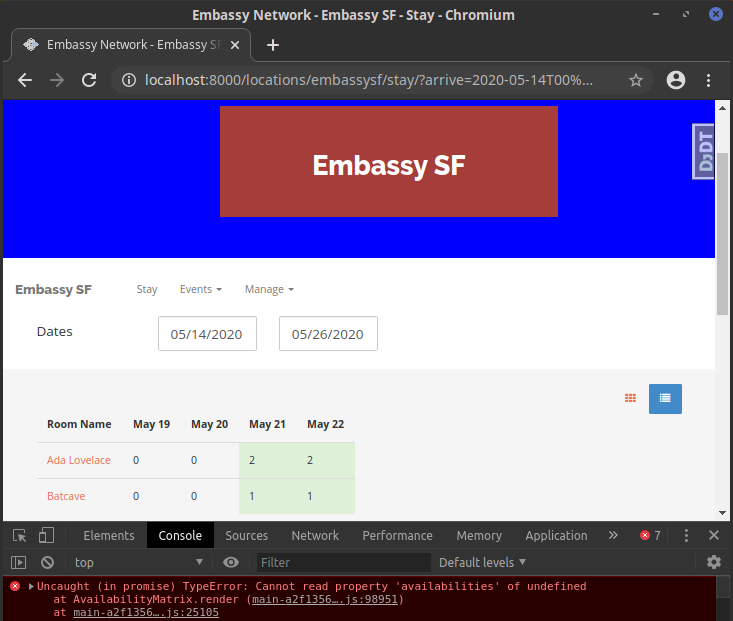 Embassy Network - Embassy SF - Stay - Chromium
Embassy Network - Embassy SF
localhost:8000/locations/embassysf/stay/?arrive=2020-05-14T00%...
Embassy SF
DJDT
Embassy SF Stay Events Manage
Dates 05/14/2020 05/26/2020
Room Name May 19 May 20 May 21 May 22
Ada Lovelace 0 0 2 2
Batcave 0 0 1 1
Elements Console Sources Network Performance Memory Application » 7
top Filter Default levels
Uncaught (in promise) TypeError: Cannot read property 'availabilities' of undefined
at AvailabilityMatrix.render (main-a2f1356….js:98951)
at main-a2f1356….js:25105